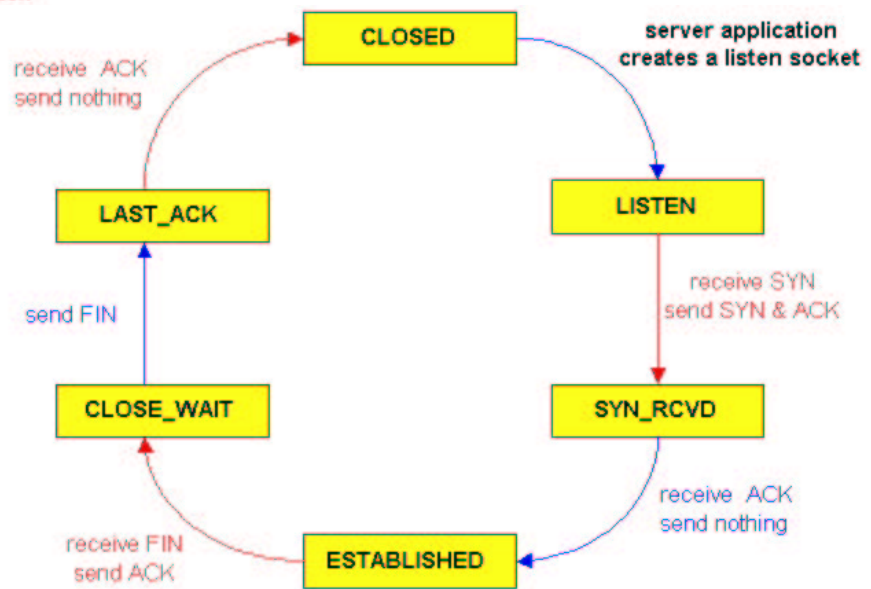 CLOSED
server application
creates a listen socket
receive ACK
send nothing
LAST_ACK
LISTEN
receive SYN
send SYN & ACK
send FIN
CLOSE_WAIT
SYN_RCVD
receive ACK
send nothing
receive FIN
send ACK
ESTABLISHED